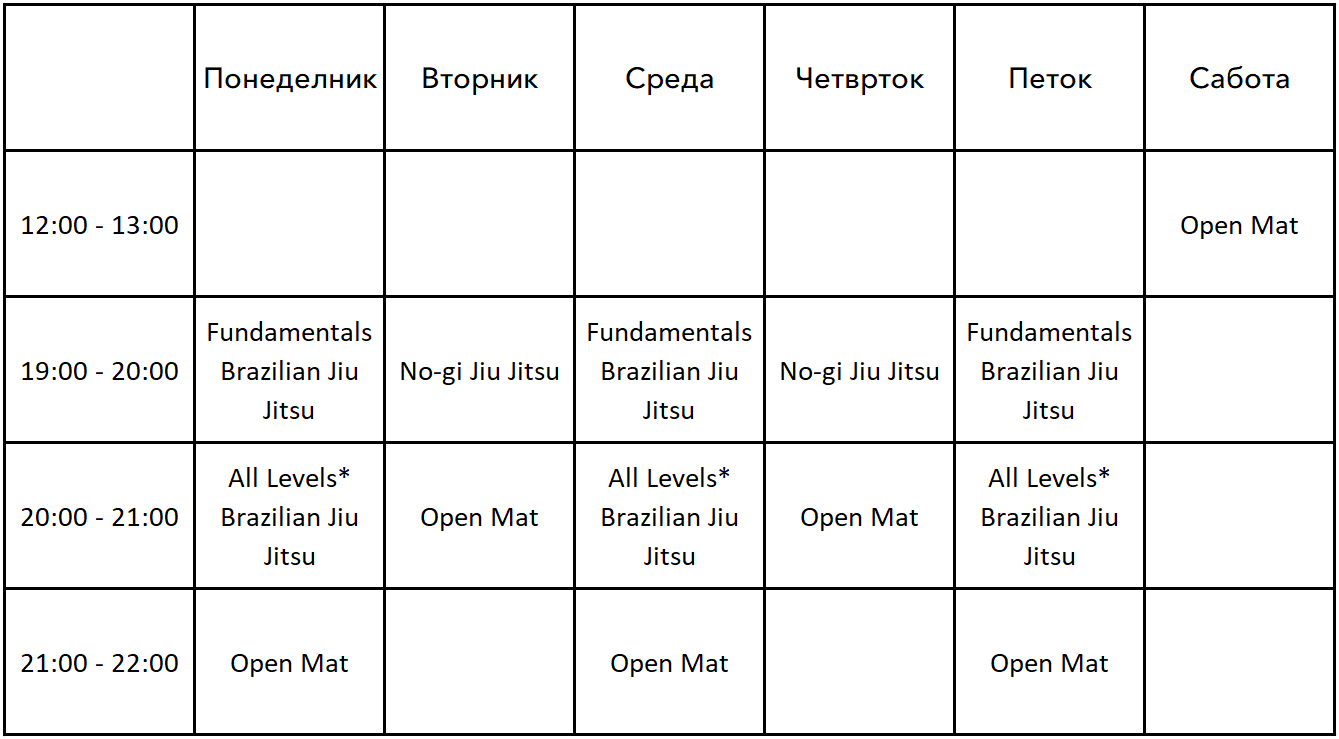 Понеделник Вторник Среда Четврток Петок Сабота
12:00 - 13:00 Open Mat
19:00 - 20:00
Fundamentals
Brazilian Jiu
Jitsu
No-gi Jiu Jitsu
Fundamentals
Brazilian Jiu
Jitsu
No-gi Jiu Jitsu
Fundamentals
Brazilian Jiu
Jitsu
20:00 - 21:00
All Levels*
Brazilian Jiu
Jitsu
Open Mat
All Levels*
Brazilian Jiu
Jitsu
Open Mat
All Levels*
Brazilian Jiu
Jitsu
21:00 - 22:00 Open Mat Open Mat Open Mat